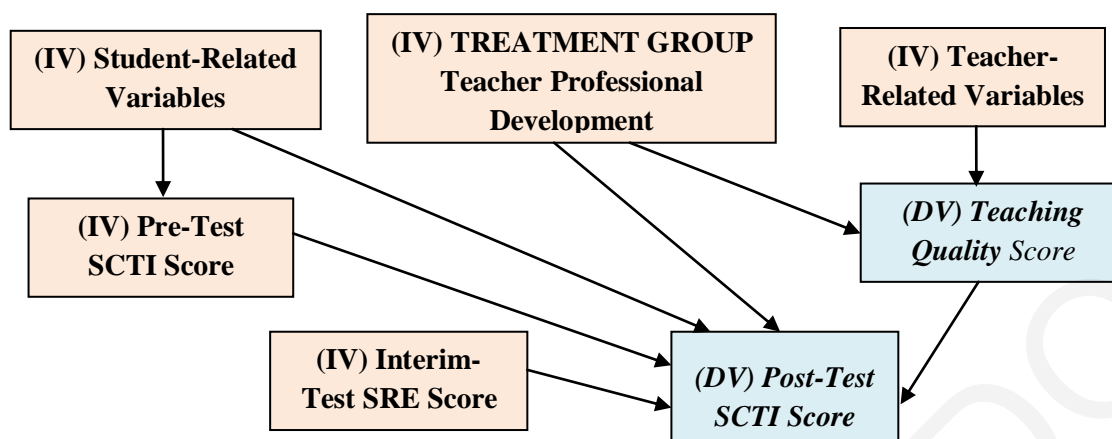 (IV) Student-Related
Variables
(IV) TREATMENT GROUP
Teacher Professional
Development
(IV) Teacher-
Related Variables
(IV) Pre-Test
SCTI Score
(DV) Teaching
Quality Score
(IV) Interim-
Test SRE Score
(DV) Post-Test
SCTI Score